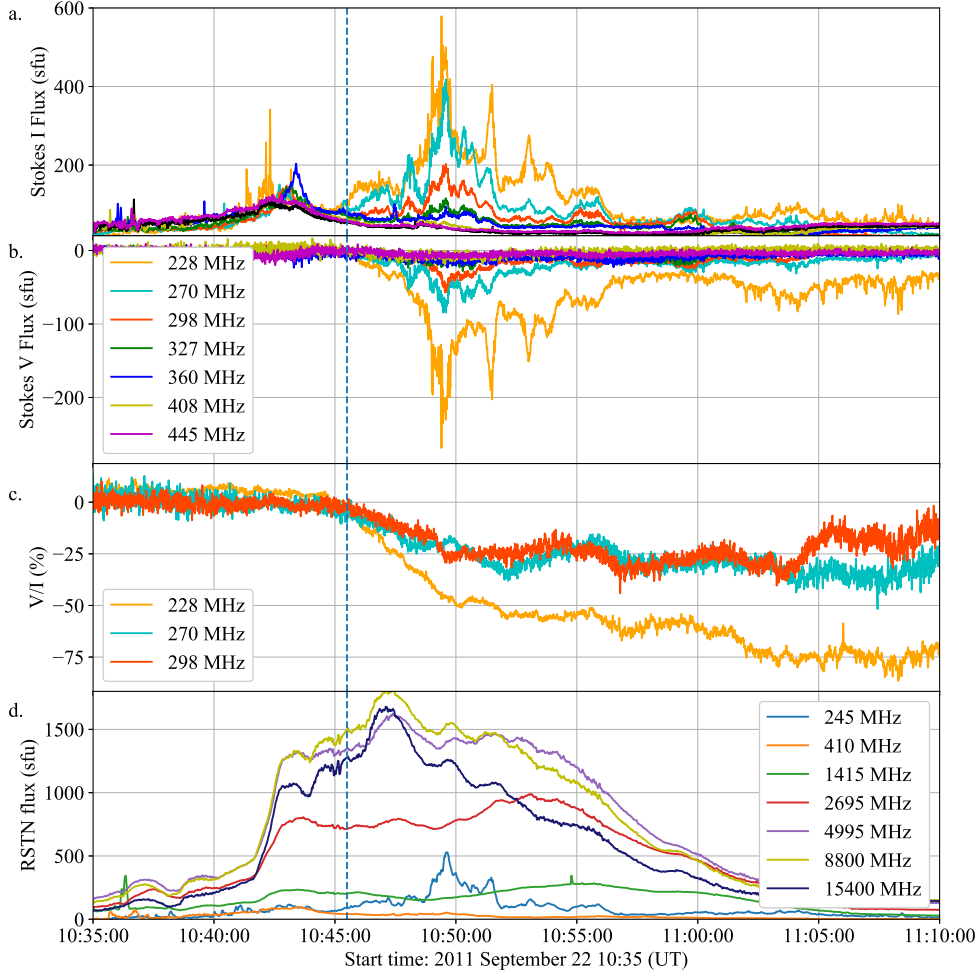 a.
600
400
200
Stokes I Flux (sfu)
b.
0
−100
−200
Stokes V Flux (sfu)
228 MHz
270 MHz
298 MHz
327 MHz
360 MHz
408 MHz
445 MHz
c.
0
−25
−50
−75
V/I (%)
228 MHz
270 MHz
298 MHz
d.
1500
1000
500
0
RSTN flux (sfu)
245 MHz
410 MHz
1415 MHz
2695 MHz
4995 MHz
8800 MHz
15400 MHz
10:35:00 10:40:00 10:45:00 10:50:00 10:55:00 11:00:00 11:05:00 11:10:00
Start time: 2011 September 22 10:35 (UT)